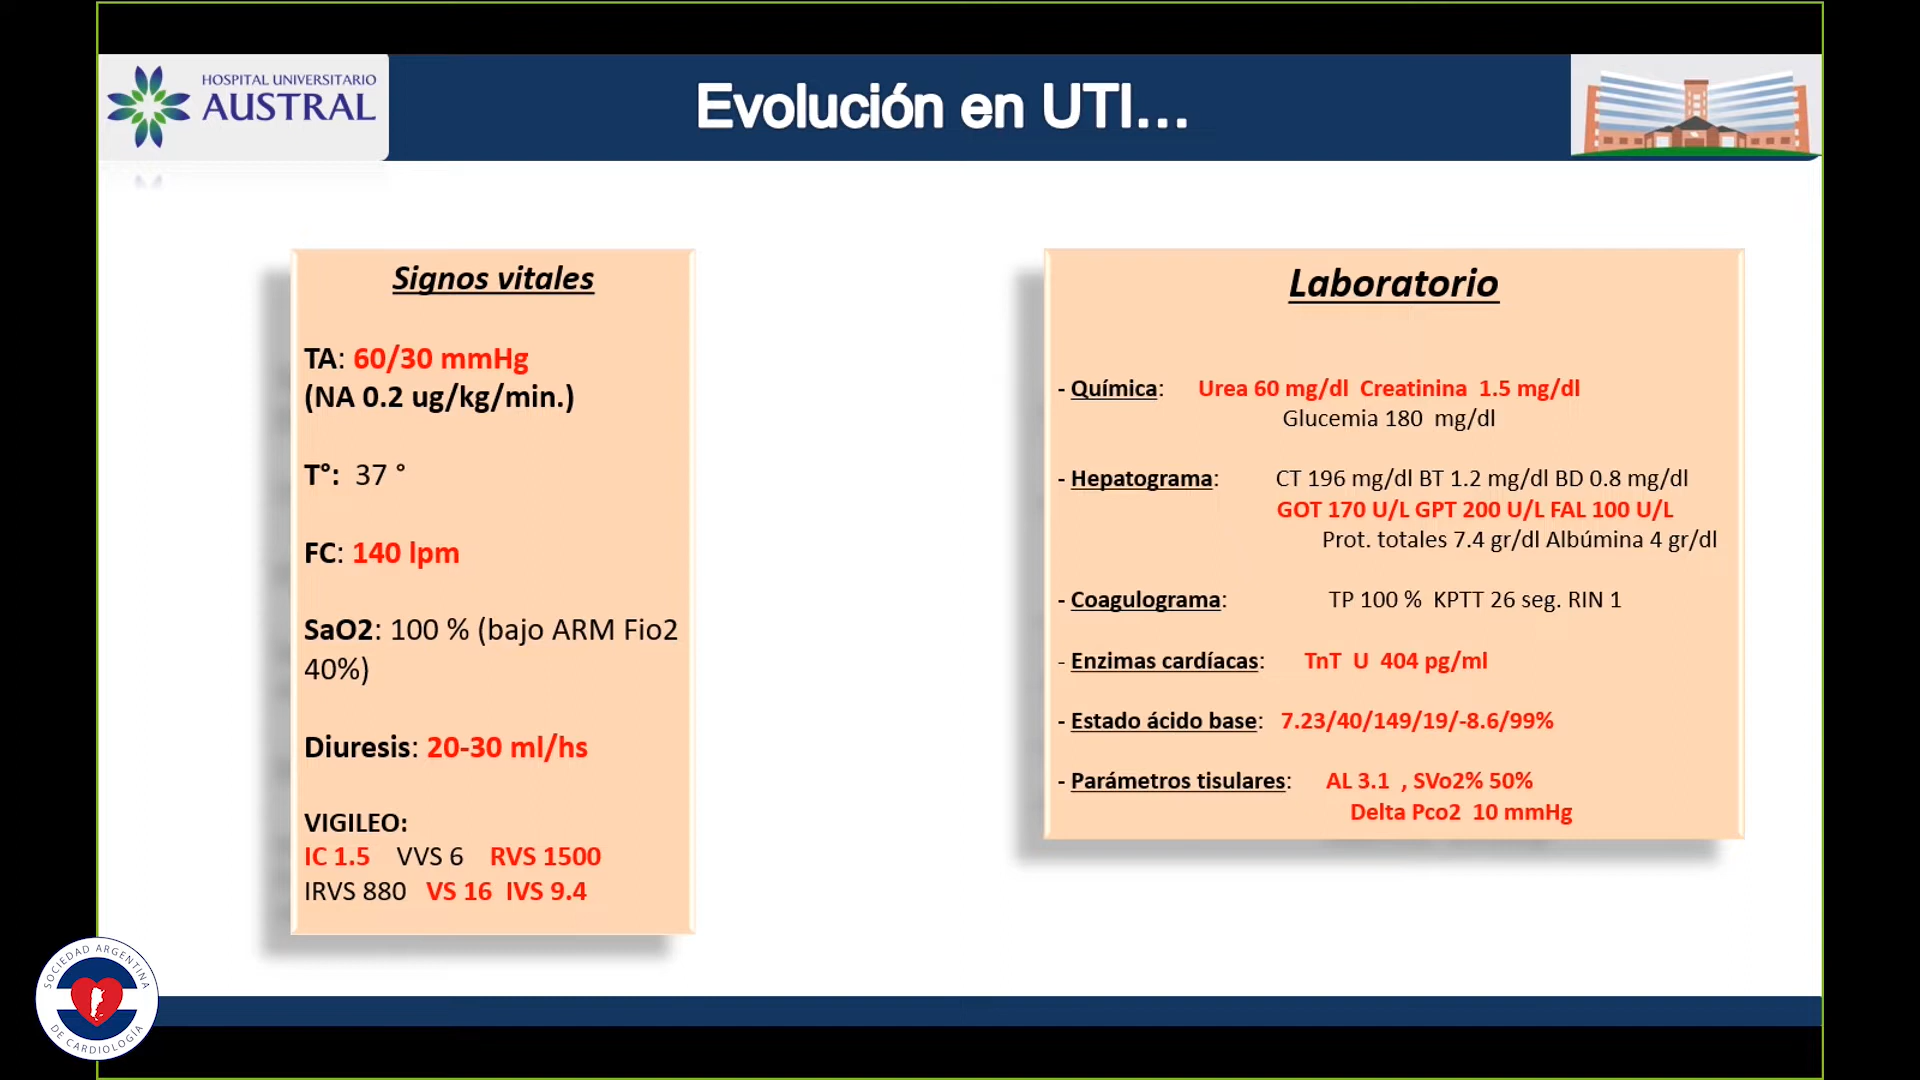 HOSPITAL UNIVERSITARIO
AUSTRAL
Evolución en UTI...
Signos vitales
TA: 60/30 mmHg
(NA 0.2 ug/kg/min.)
T°: 37 °
FC: 140 lpm
SaO2: 100 % (bajo ARM Fio2
40%)
Diuresis: 20-30 ml/hs
VIGILEO:
IC 1.5 VVS 6 RVS 1500
IRVS 880 VS 16 IVS 9.4
Laboratorio
- Química: Urea 60 mg/dl Creatinina 1.5 mg/dl
Glucemia 180 mg/dl
- Hepatograma: CT 196 mg/dl BT 1.2 mg/dl BD 0.8 mg/dl
GOT 170 U/L GPT 200 U/L FAL 100 U/L
Prot. totales 7.4 gr/dl Albúmina 4 gr/dl
- Coagulograma: TP 100 % KPTT 26 seg. RIN 1
- Enzimas cardíacas: TnT U 404 pg/ml
- Estado ácido base: 7.23/40/149/19/-8.6/99%
- Parámetros tisulares: AL 3.1 , SVo2% 50%
Delta Pco2 10 mmHg
SOCIEDAD ARGENTINA
DE CARDIOLOGÍA